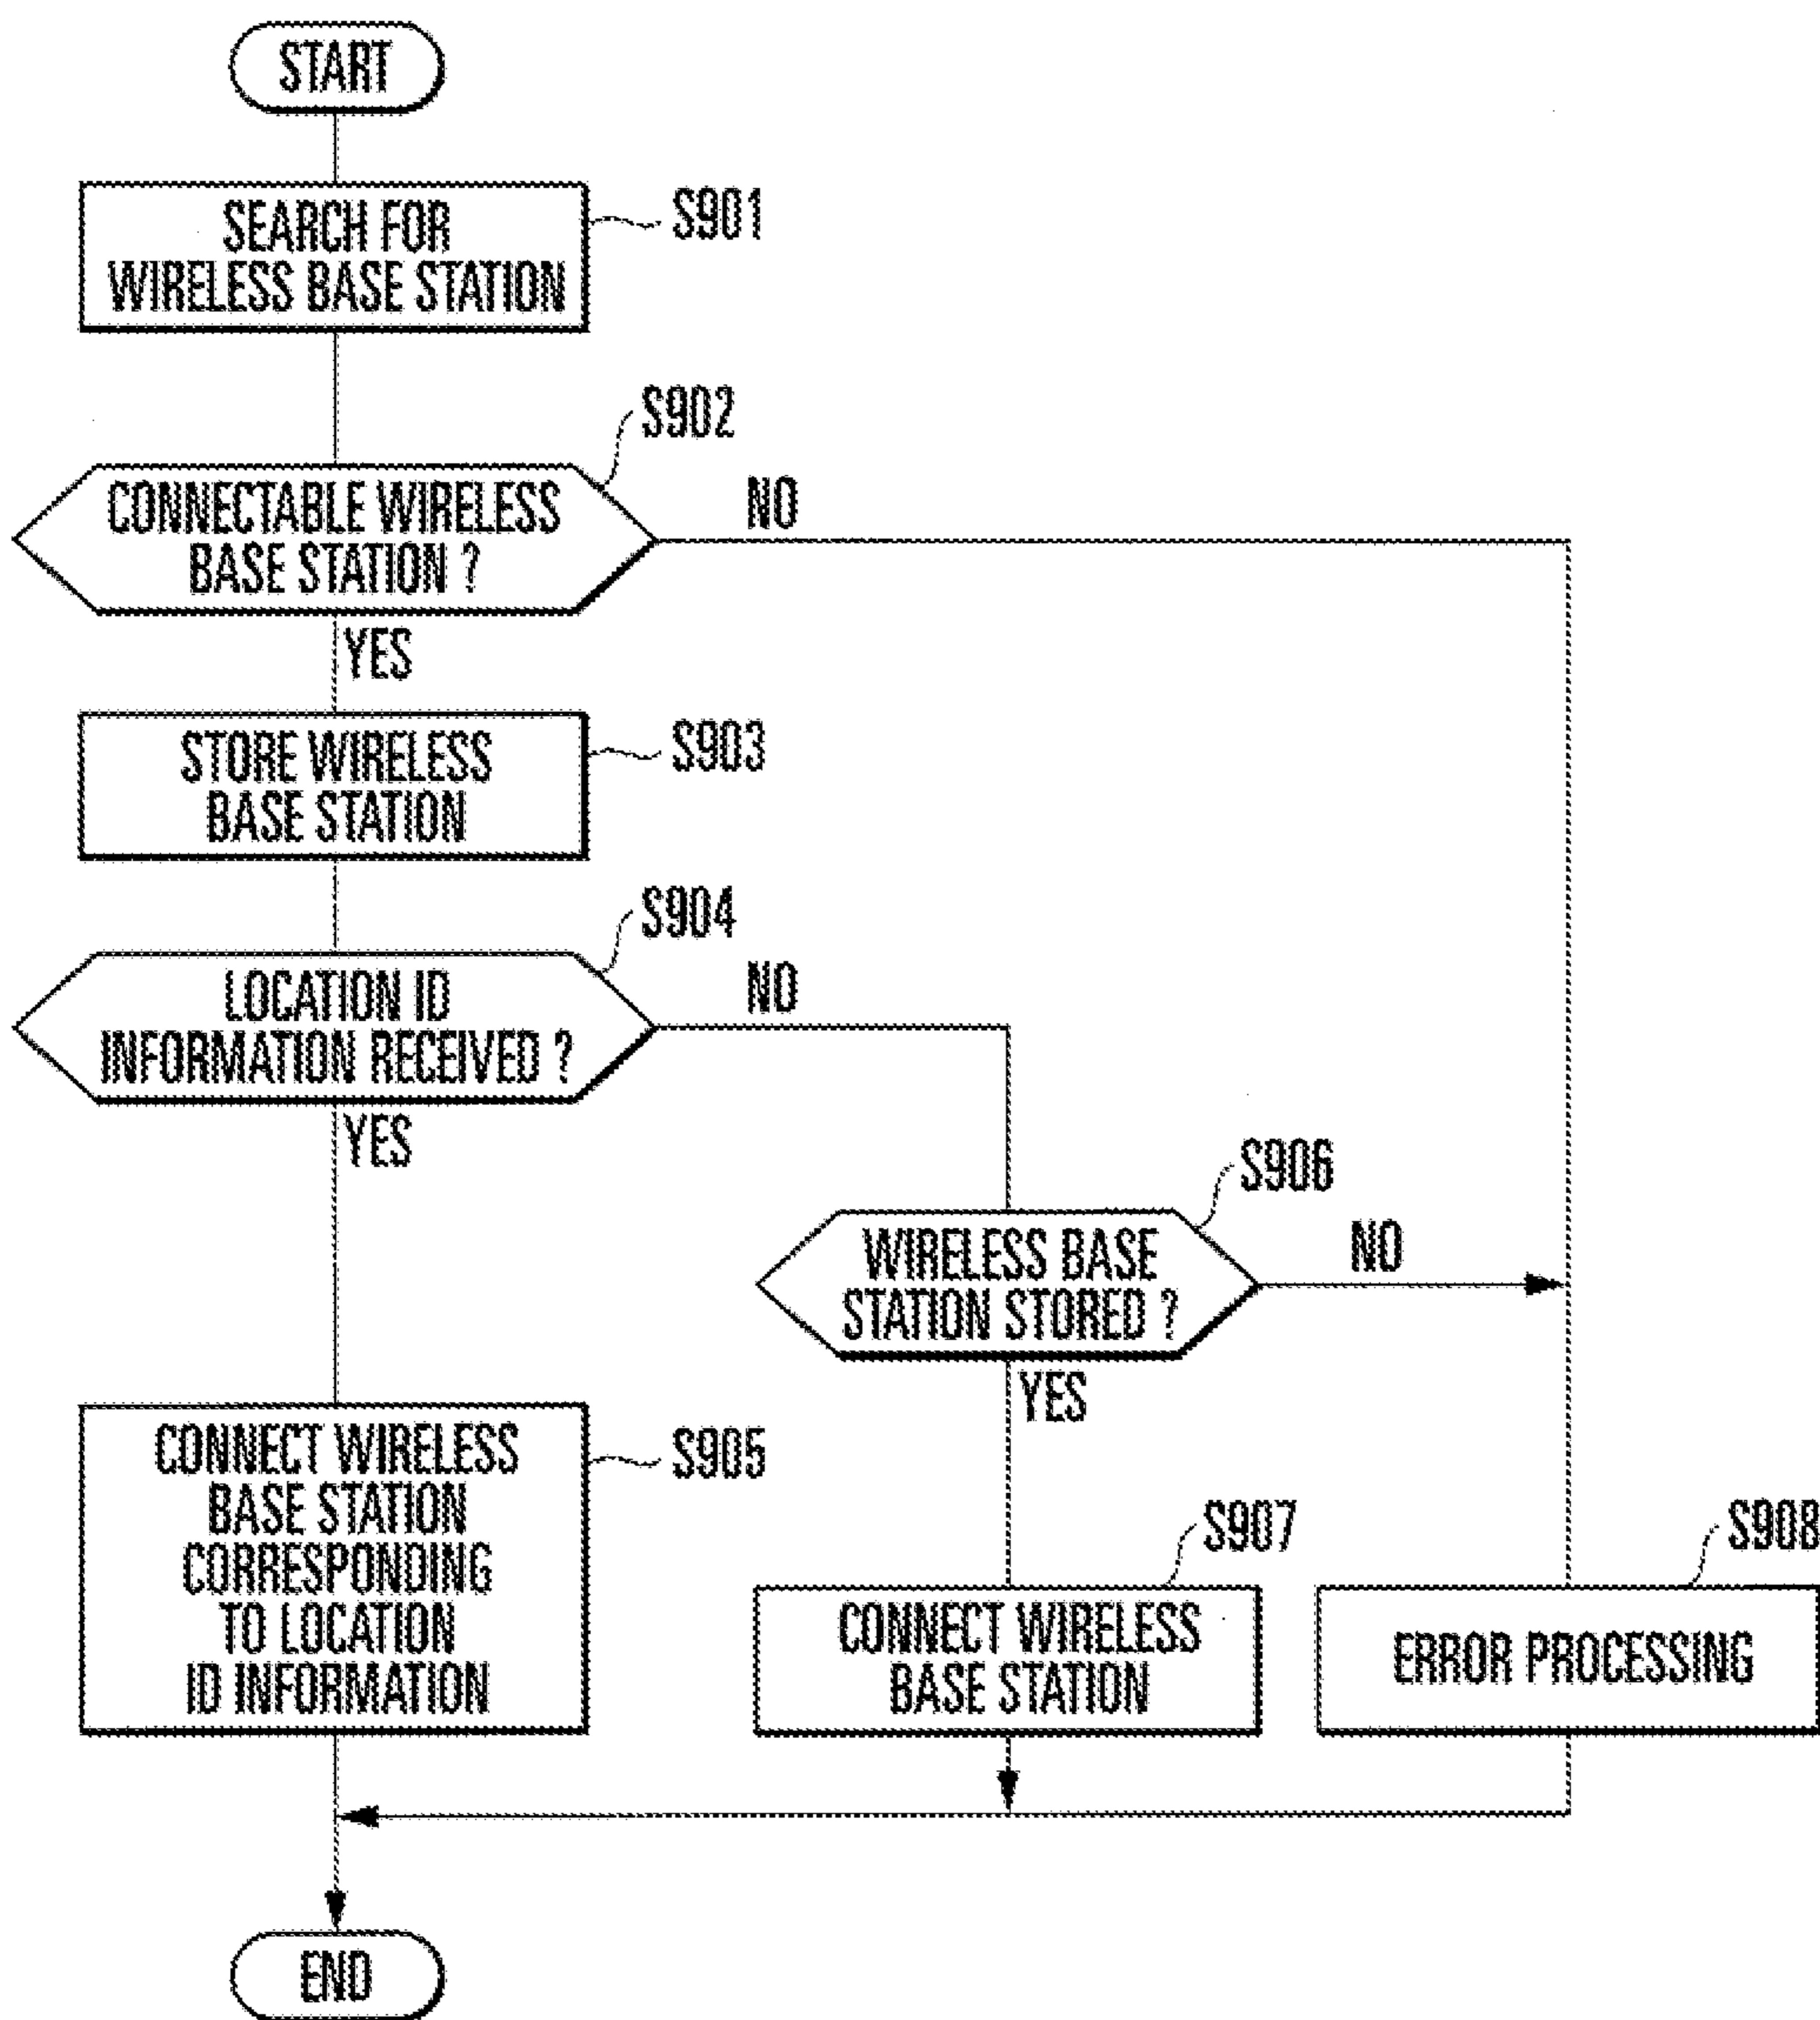 START
SEARCH FOR
WIRELESS BASE STATION
S901
S902
CONNECTABLE WIRELESS
BASE STATION ?
NO
YES
STORE WIRELESS
BASE STATION
S903
S904
LOCATION ID
INFORMATION RECEIVED ?
NO
YES
S906
WIRELESS BASE
STATION STORED ?
NO
YES
CONNECT WIRELESS
BASE STATION
CORRESPONDING
TO LOCATION
ID INFORMATION
S905
S907
CONNECT WIRELESS
BASE STATION
S908
ERROR PROCESSING
END